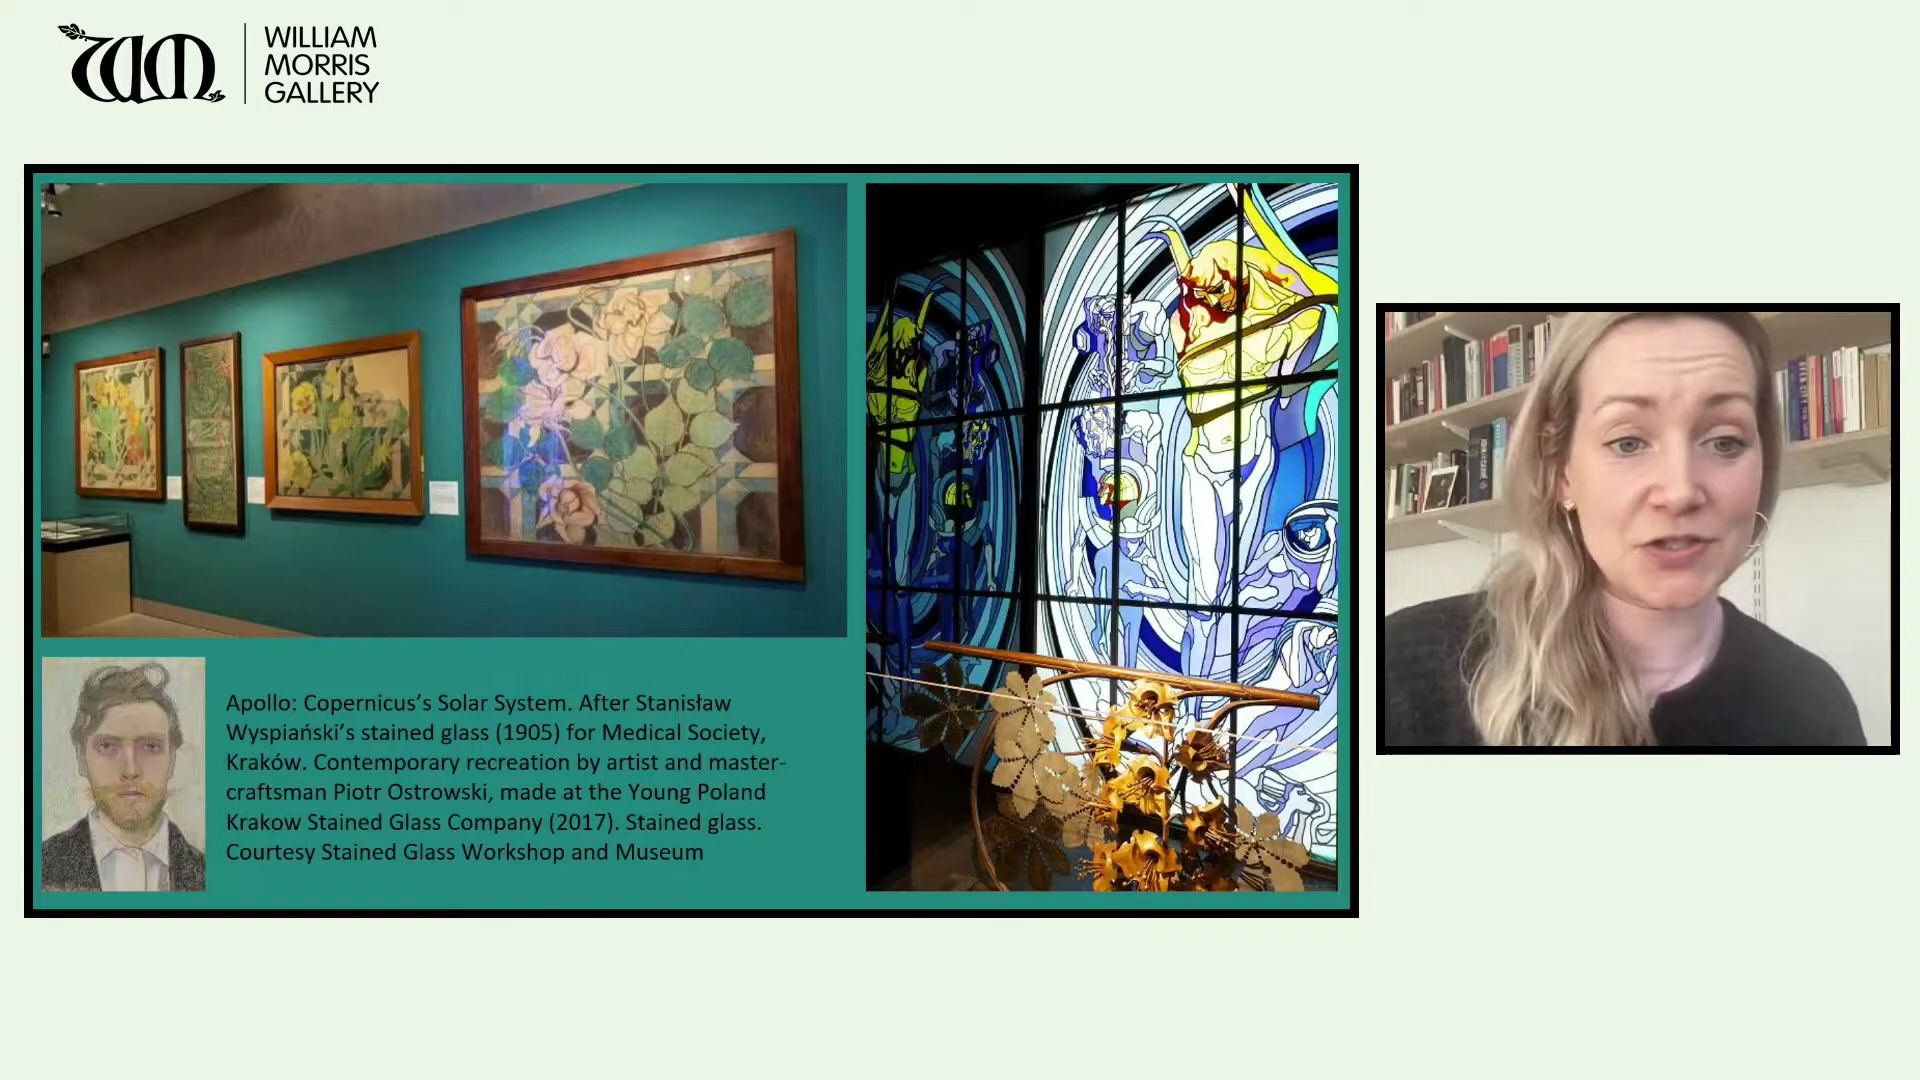 WILLIAM
MORRIS
GALLERY
Apollo: Copernicus’s Solar System. After Stanisław
Wyspiański’s stained glass (1905) for Medical Society,
Kraków. Contemporary recreation by artist and master-
craftsman Piotr Ostrowski, made at the Young Poland
Krakow Stained Glass Company (2017). Stained glass.
Courtesy Stained Glass Workshop and Museum